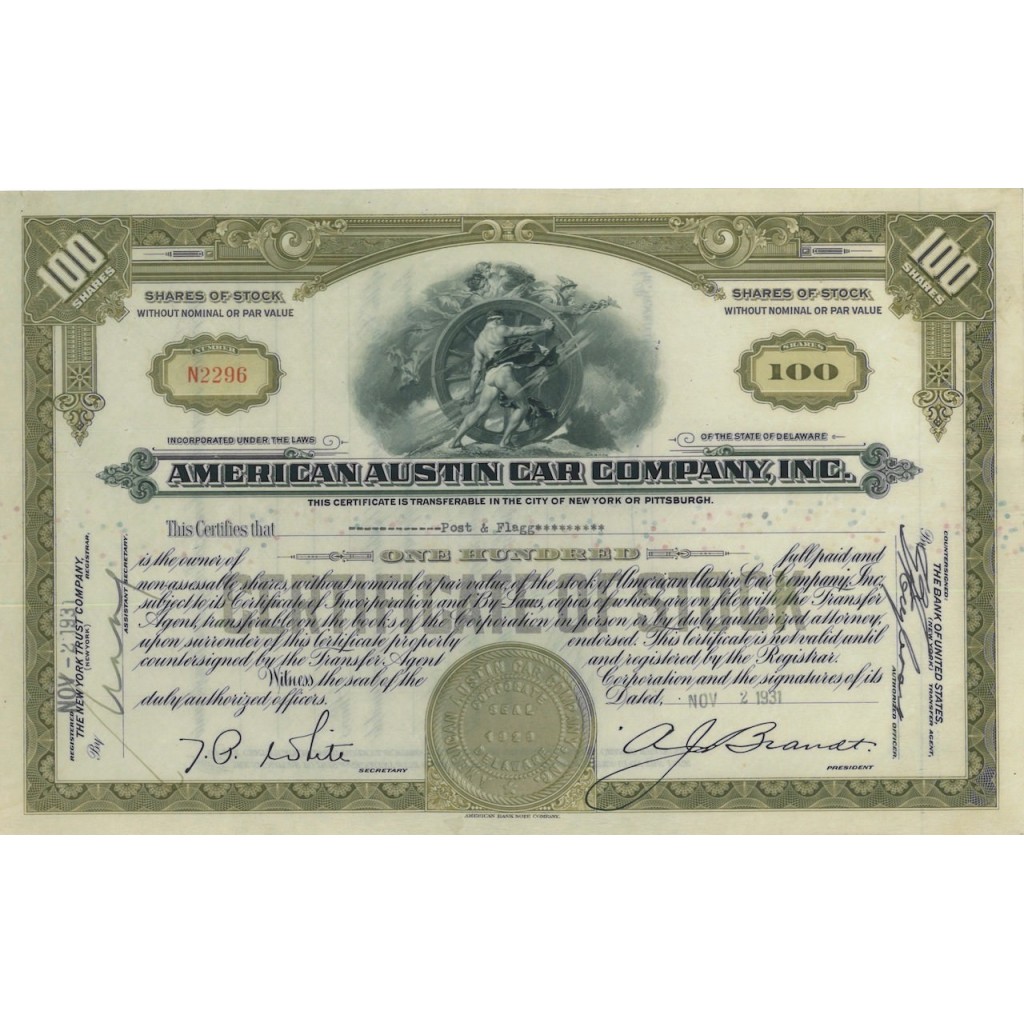 100
SHARES
100
SHARES
SHARES OF STOCK
WITHOUT NOMINAL OR PAR VALUE
SHARES OF STOCK
WITHOUT NOMINAL OR PAR VALUE
NUMBER
N2296
SHARES
100
INCORPORATED UNDER THE LAWS
OF THE STATE OF DELAWARE
AMERICAN AUSTIN CAR COMPANY, INC.
THIS CERTIFICATE IS TRANSFERABLE IN THE CITY OF NEW YORK OR PITTSBURGH.
This Certifies that ------------Post & Flagg*********
is the owner of ONE HUNDRED full paid and
non-assessable shares, without nominal or par value, of the stock of American Austin Car Company, Inc.
subject to its Certificate of Incorporation and By-Laws, copies of which are on file with the Transfer
Agent, transferable on the books of the Corporation in person or by duly authorized attorney,
upon surrender of this Certificate properly endorsed. This Certificate is not valid until
countersigned by the Transfer Agent and registered by the Registrar.
Witness the seal of the Corporation and the signatures of its
duly authorized officers. Dated, NOV 2 1931
CERTIFICATE OF STOCK
CORPORATE
SEAL
T. P. White
SECRETARY
A J Brandt
PRESIDENT
AMERICAN BANK NOTE COMPANY.
REGISTERED NOV - 2 1931
THE NEW YORK TRUST COMPANY,
(NEW YORK) REGISTRAR,
By
ASSISTANT SECRETARY.
COUNTERSIGNED:
THE BANK OF UNITED STATES,
(NEW YORK) TRANSFER AGENT,
By
AUTHORIZED OFFICER.